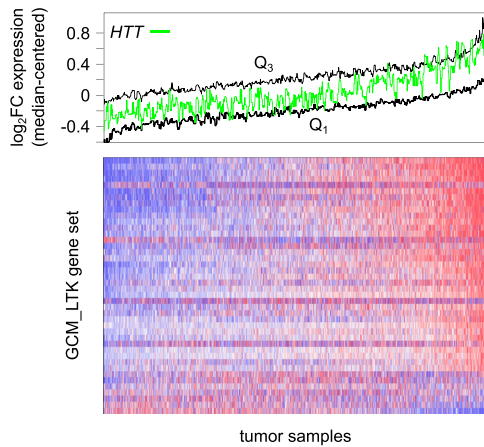 log₂FC expression
(median-centered)
0.8
0.4
0
-0.4
HTT
Q₃
Q₁
GCM_LTK gene set
tumor samples